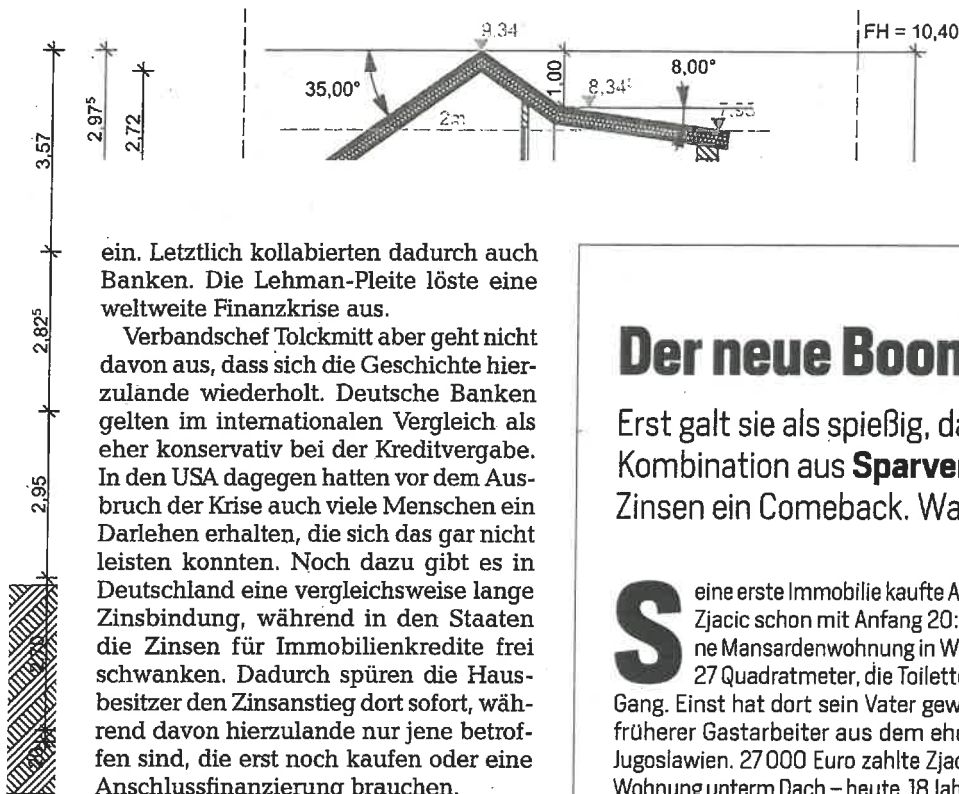 9,34
FH = 10,40
35,00°
1,00
8,00°
8,34⁵
2m
2,97⁵
2,72
3,57
2,82⁵
2,95
ein. Letztlich kollabierten dadurch auch
Banken. Die Lehman-Pleite löste eine
weltweite Finanzkrise aus.
Verbandschef Tolckmitt aber geht nicht
davon aus, dass sich die Geschichte hier-
zulande wiederholt. Deutsche Banken
gelten im internationalen Vergleich als
eher konservativ bei der Kreditvergabe.
In den USA dagegen hatten vor dem Aus-
bruch der Krise auch viele Menschen ein
Darlehen erhalten, die sich das gar nicht
leisten konnten. Noch dazu gibt es in
Deutschland eine vergleichsweise lange
Zinsbindung, während in den Staaten
die Zinsen für Immobilienkredite frei
schwanken. Dadurch spüren die Haus-
besitzer den Zinsanstieg dort sofort, wäh-
rend davon hierzulande nur jene betrof-
fen sind, die erst noch kaufen oder eine
Anschlussfinanzierung brauchen.
Der neue Boom
Erst galt sie als spießig, da
Kombination aus Sparver
Zinsen ein Comeback. Wa
Seine erste Immobilie kaufte A
Zjacic schon mit Anfang 20:
ne Mansardenwohnung in W
27 Quadratmeter, die Toilette
Gang. Einst hat dort sein Vater gew
früherer Gastarbeiter aus dem ehe
Jugoslawien. 27 000 Euro zahlte Zjac
Wohnung unterm Dach – heute, 18 Jah